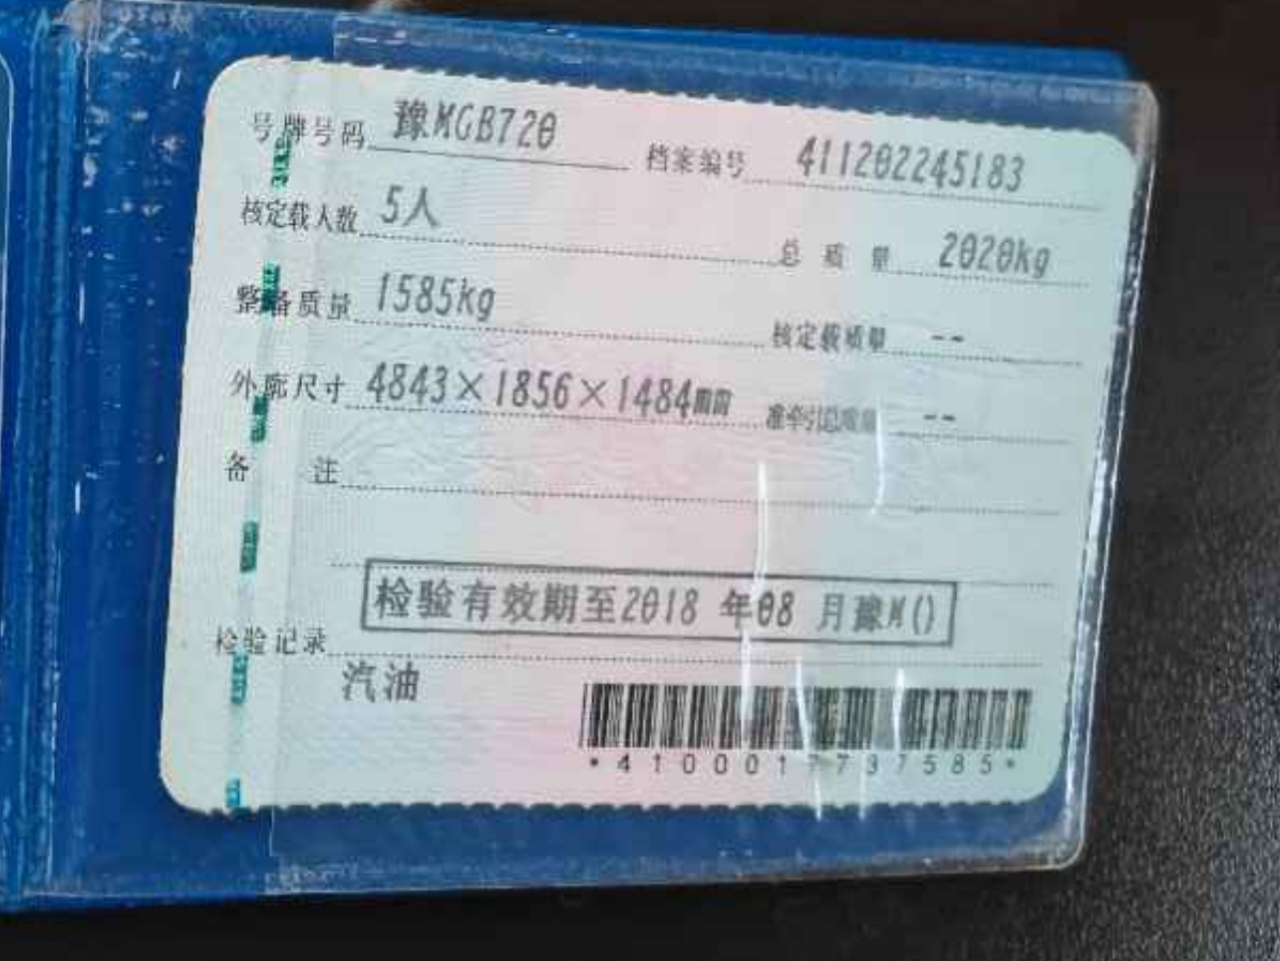 号牌号码 豫MGB720 档案编号 411202245183
核定载人数 5人 总质量 2020kg
整备质量 1585kg 核定载质量 --
外廓尺寸 4843×1856×1484mm 准牵引总质量 --
备注
检验有效期至2018 年08 月豫M()
检验记录
汽油
*4100017737585*